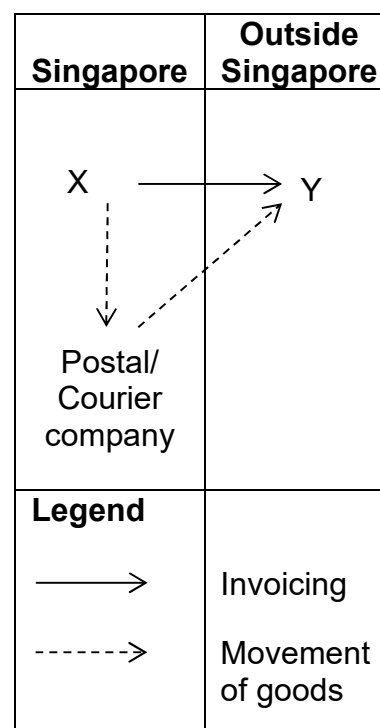 Singapore
Outside
Singapore
X
Y
Postal/
Courier
company
Legend
Invoicing
Movement
of goods